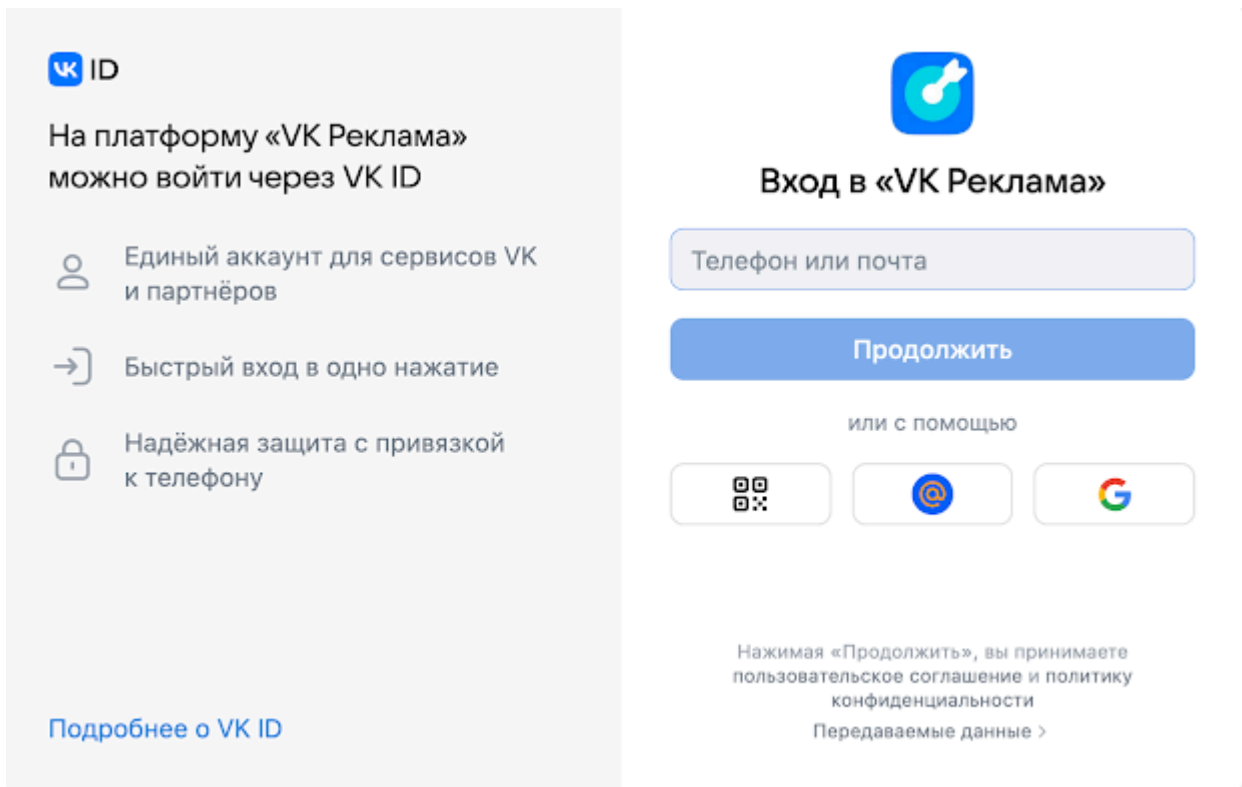 VK ID
На платформу «VK Реклама»
можно войти через VK ID
Единый аккаунт для сервисов VK
и партнёров
Быстрый вход в одно нажатие
Надёжная защита с привязкой
к телефону
Подробнее о VK ID
Вход в «VK Реклама»
Телефон или почта
Продолжить
или с помощью
@
G
Нажимая «Продолжить», вы принимаете
пользовательское соглашение и политику
конфиденциальности
Передаваемые данные >